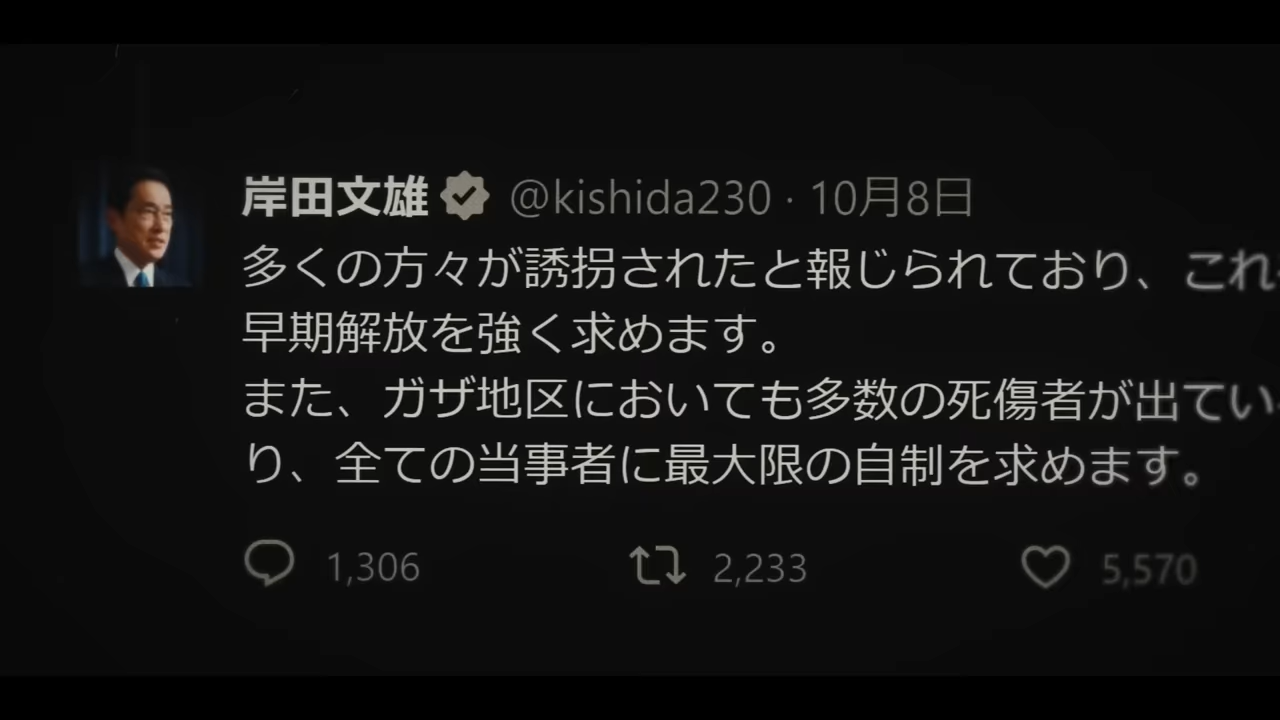 岸田文雄 @kishida230 · 10月8日
多くの方々が誘拐されたと報じられており、これ
早期解放を強く求めます。
また、ガザ地区においても多数の死傷者が出てい
り、全ての当事者に最大限の自制を求めます。
1,306 2,233 5,570